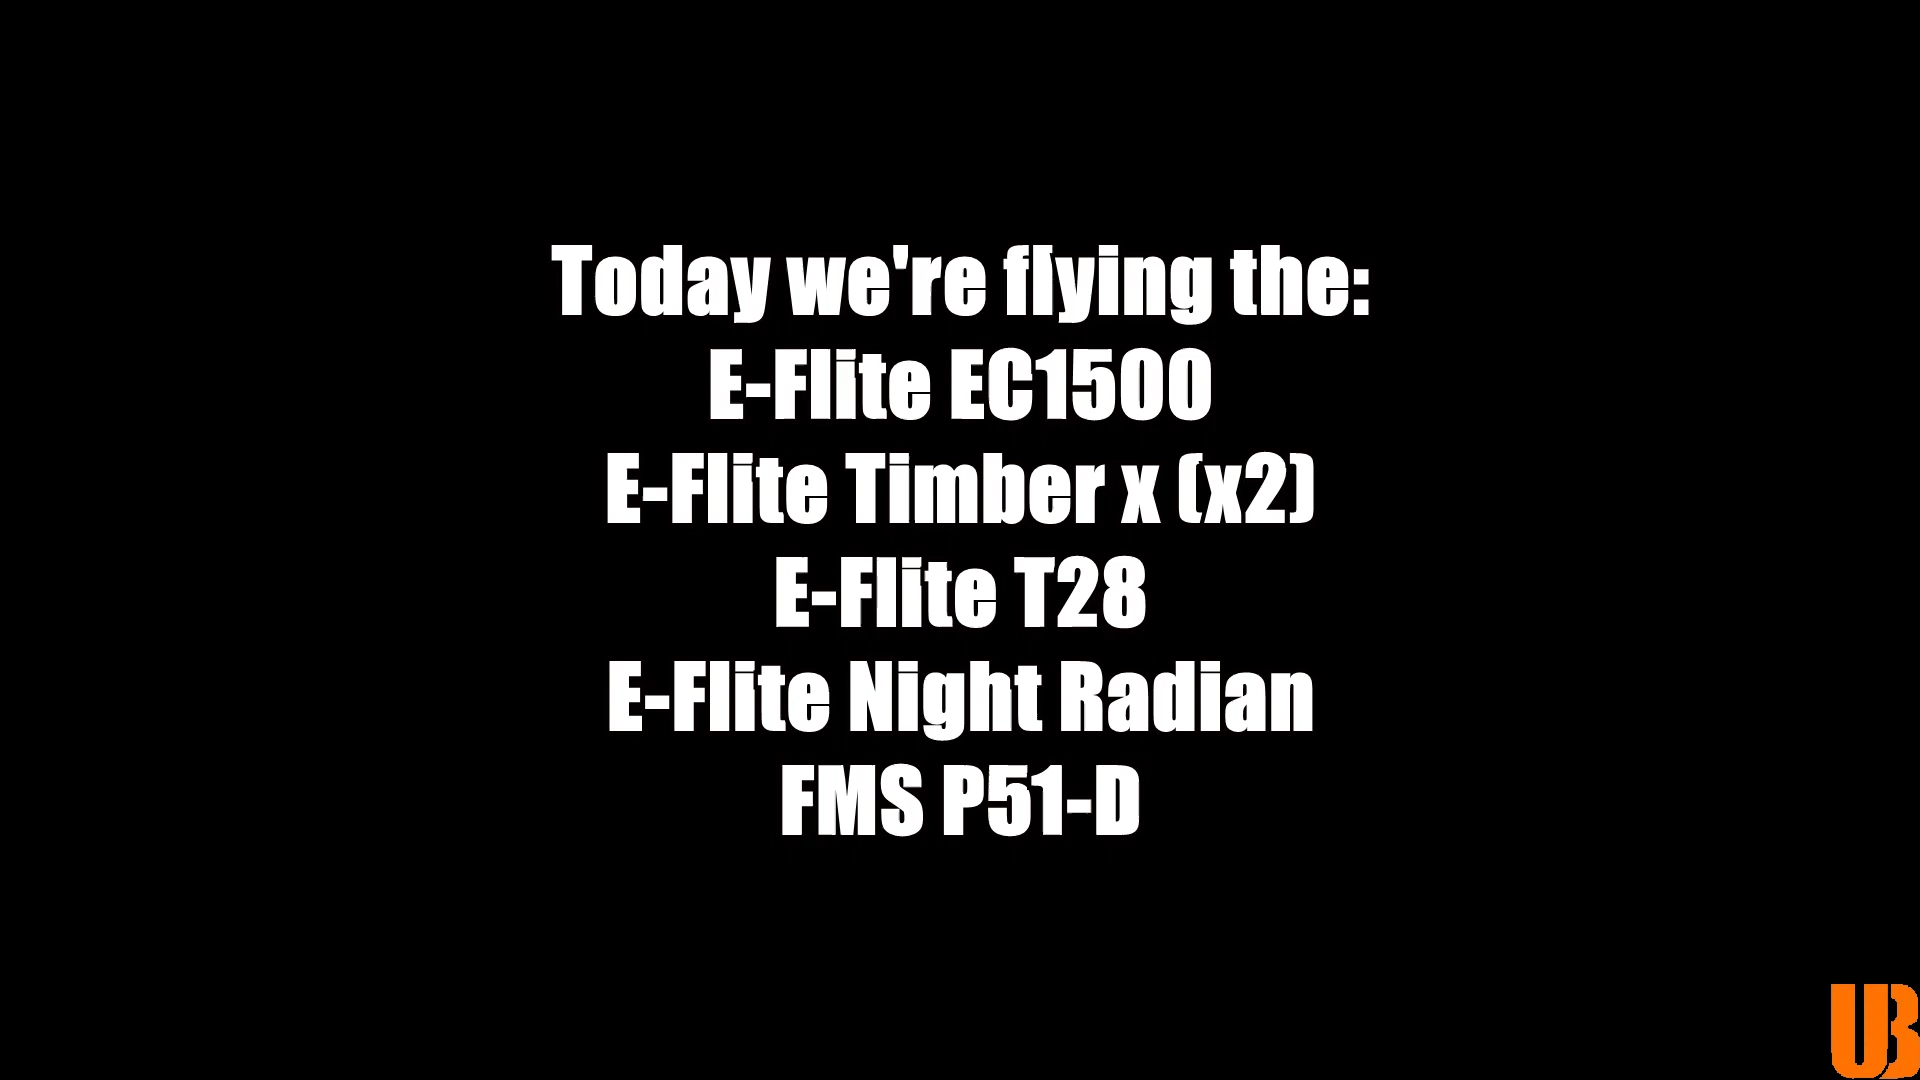 Today we're flying the:
E-Flite EC1500
E-Flite Timber x (x2)
E-Flite T28
E-Flite Night Radian
FMS P51-D
UB